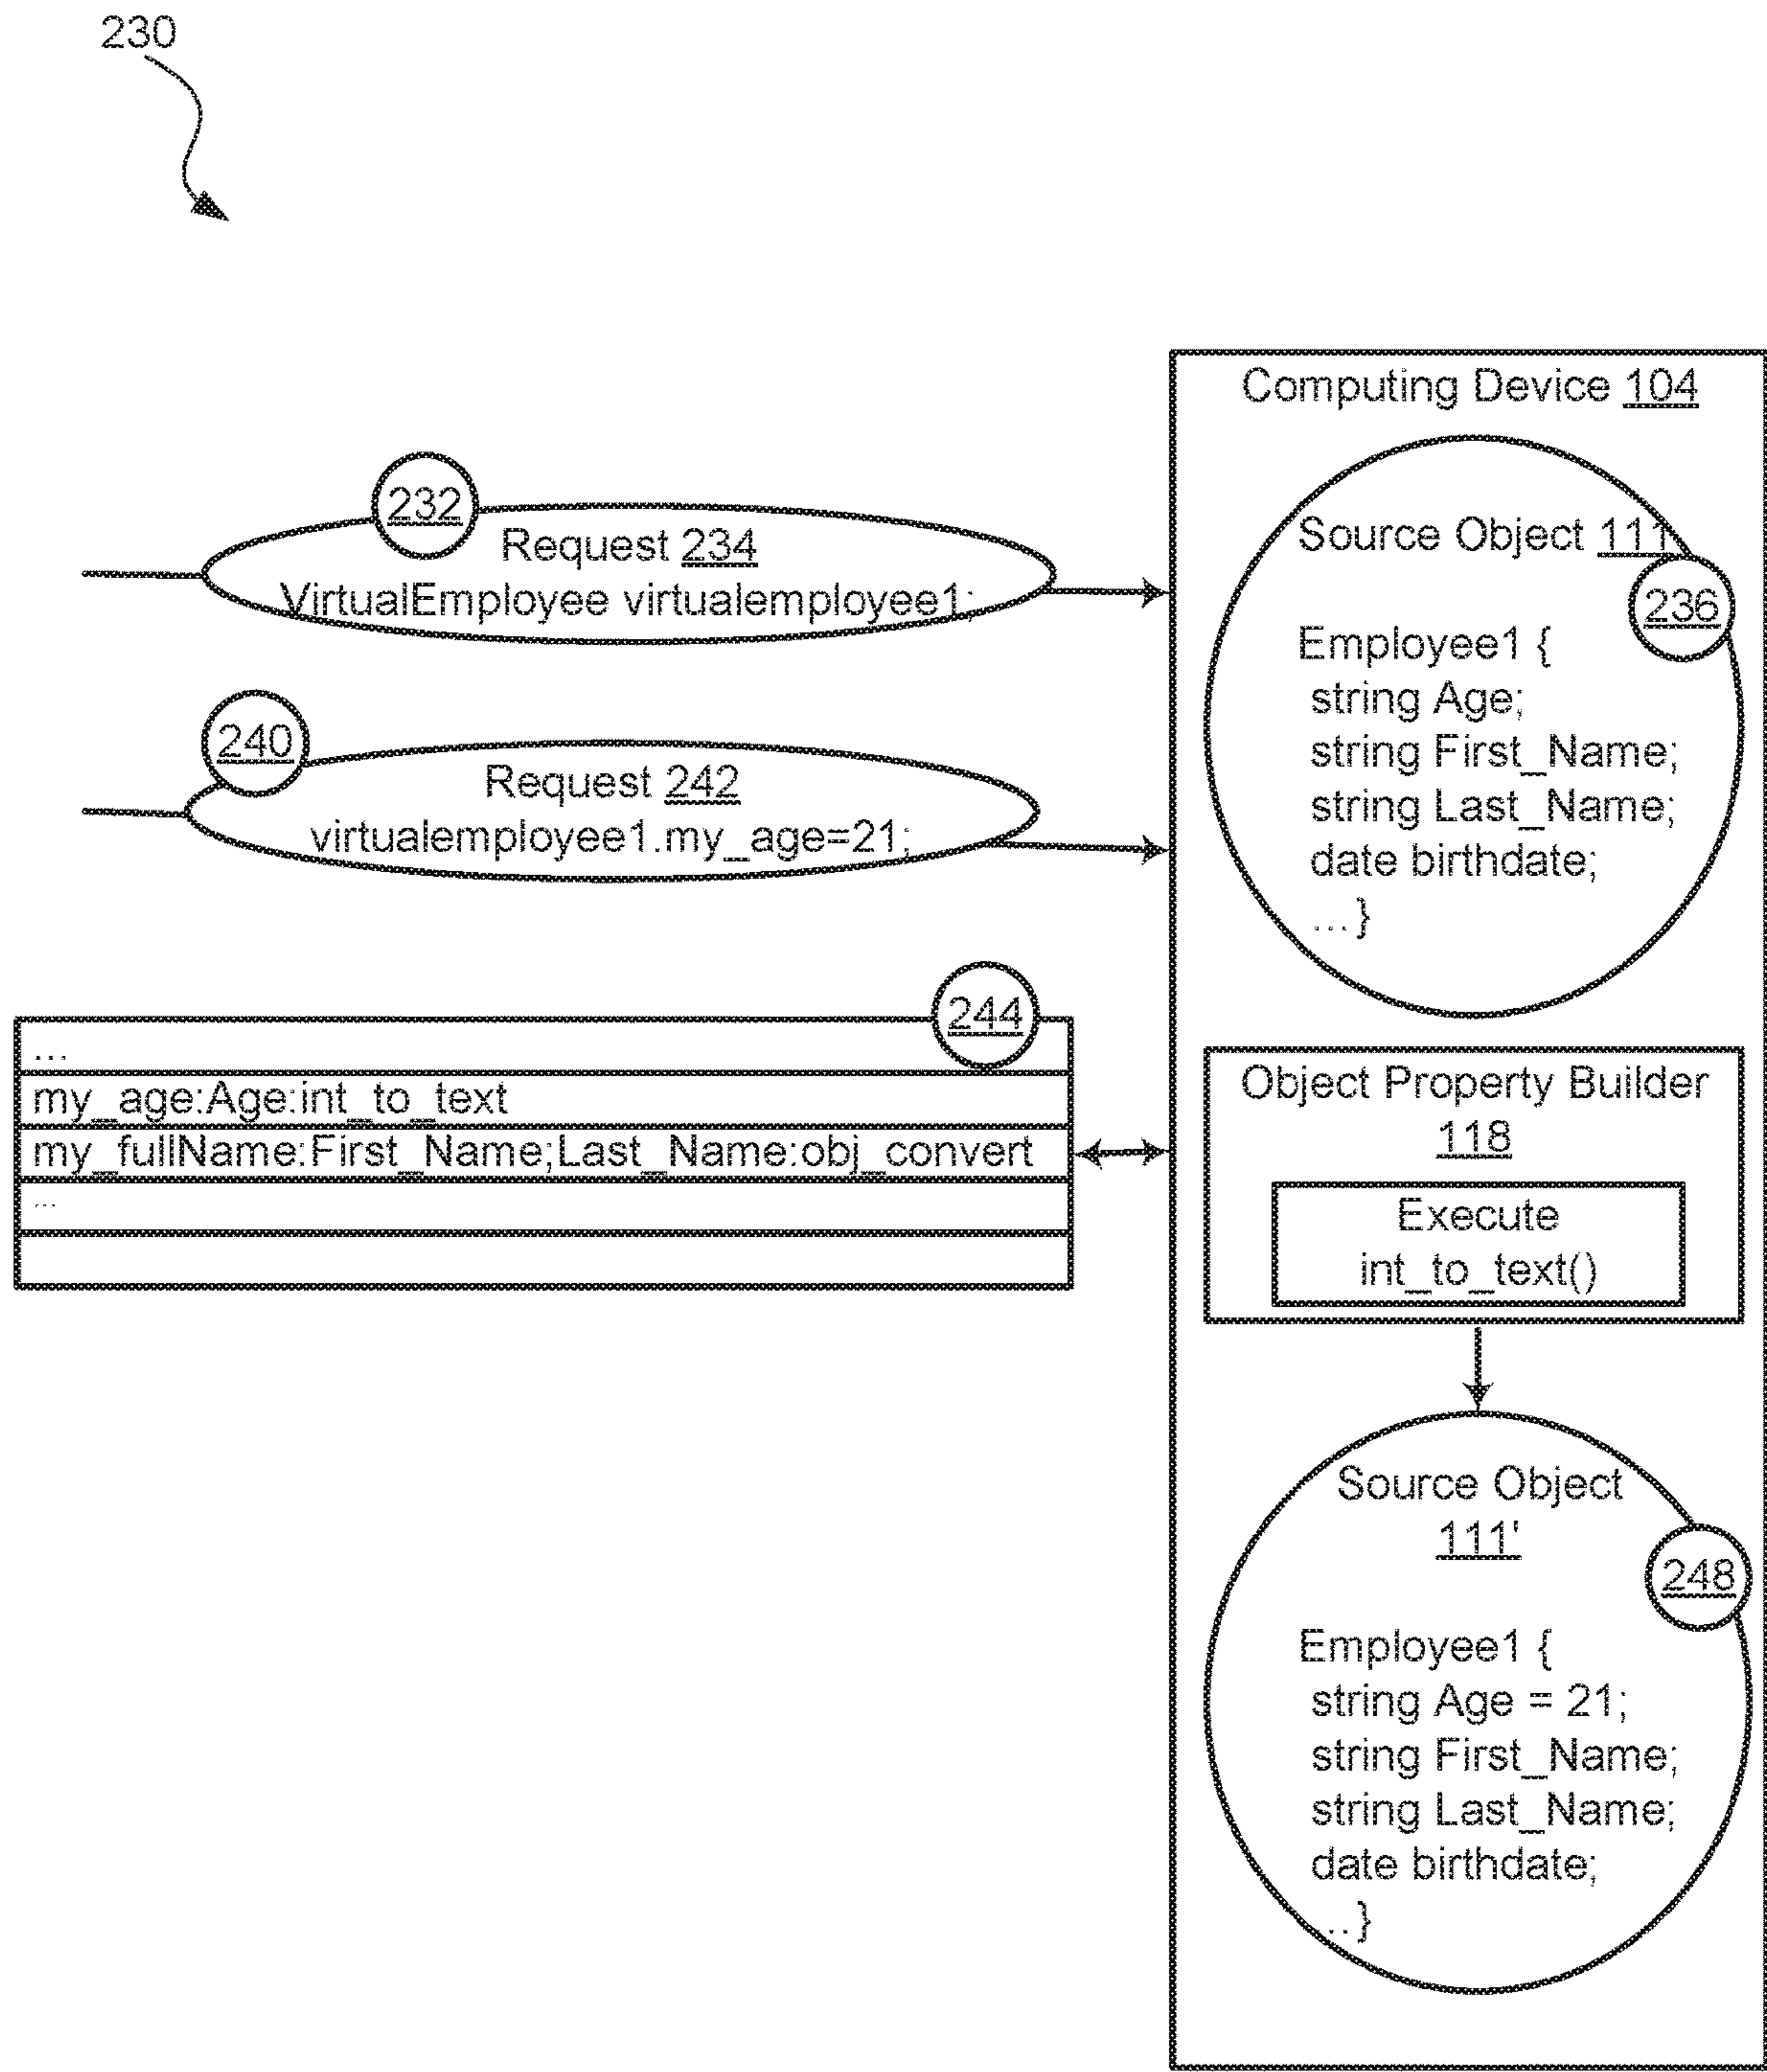 230
Computing Device 104
232
Request 234
VirtualEmployee virtualemployee1;
Source Object 111
236
Employee1 {
string Age;
string First_Name;
string Last_Name;
date birthdate;
...}
240
Request 242
virtualemployee1.my_age=21;
244
...
my_age:Age:int_to_text
my_fullName:First_Name;Last_Name:obj_convert
...
Object Property Builder
118
Execute
int_to_text()
Source Object
111'
248
Employee1 {
string Age = 21;
string First_Name;
string Last_Name;
date birthdate;
...}